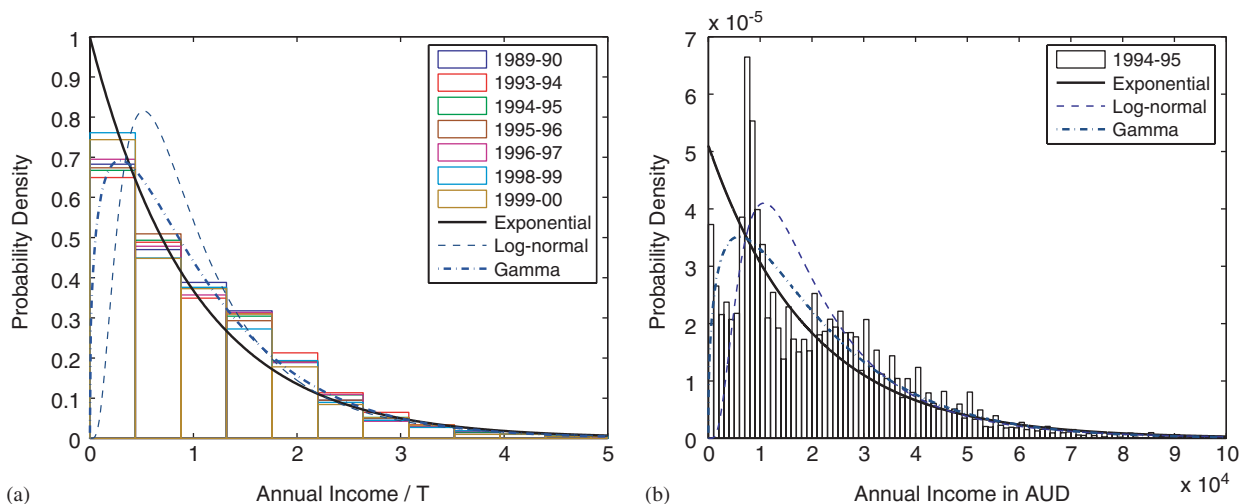 1
0.9
0.8
0.7
0.6
0.5
0.4
0.3
0.2
0.1
0
Probability Density
0 1 2 3 4 5
Annual Income / T
(a)
1989-90
1993-94
1994-95
1995-96
1996-97
1998-99
1999-00
Exponential
Log-normal
Gamma
x 10-5
7
6
5
4
3
2
1
0
Probability Density
0 1 2 3 4 5 6 7 8 9 10
x 10⁴
Annual Income in AUD
(b)
1994-95
Exponential
Log-normal
Gamma